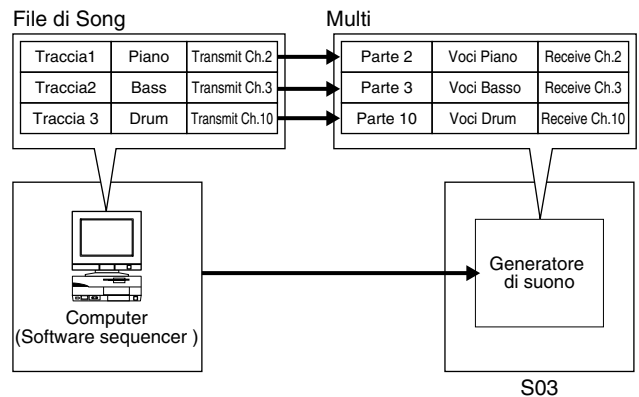 File di Song
Multi
Traccia1 Piano Transmit Ch.2
Parte 2 Voci Piano Receive Ch.2
Traccia2 Bass Transmit Ch.3
Parte 3 Voci Basso Receive Ch.3
Traccia 3 Drum Transmit Ch.10
Parte 10 Voci Drum Receive Ch.10
Computer
(Software sequencer )
Generatore
di suono
S03